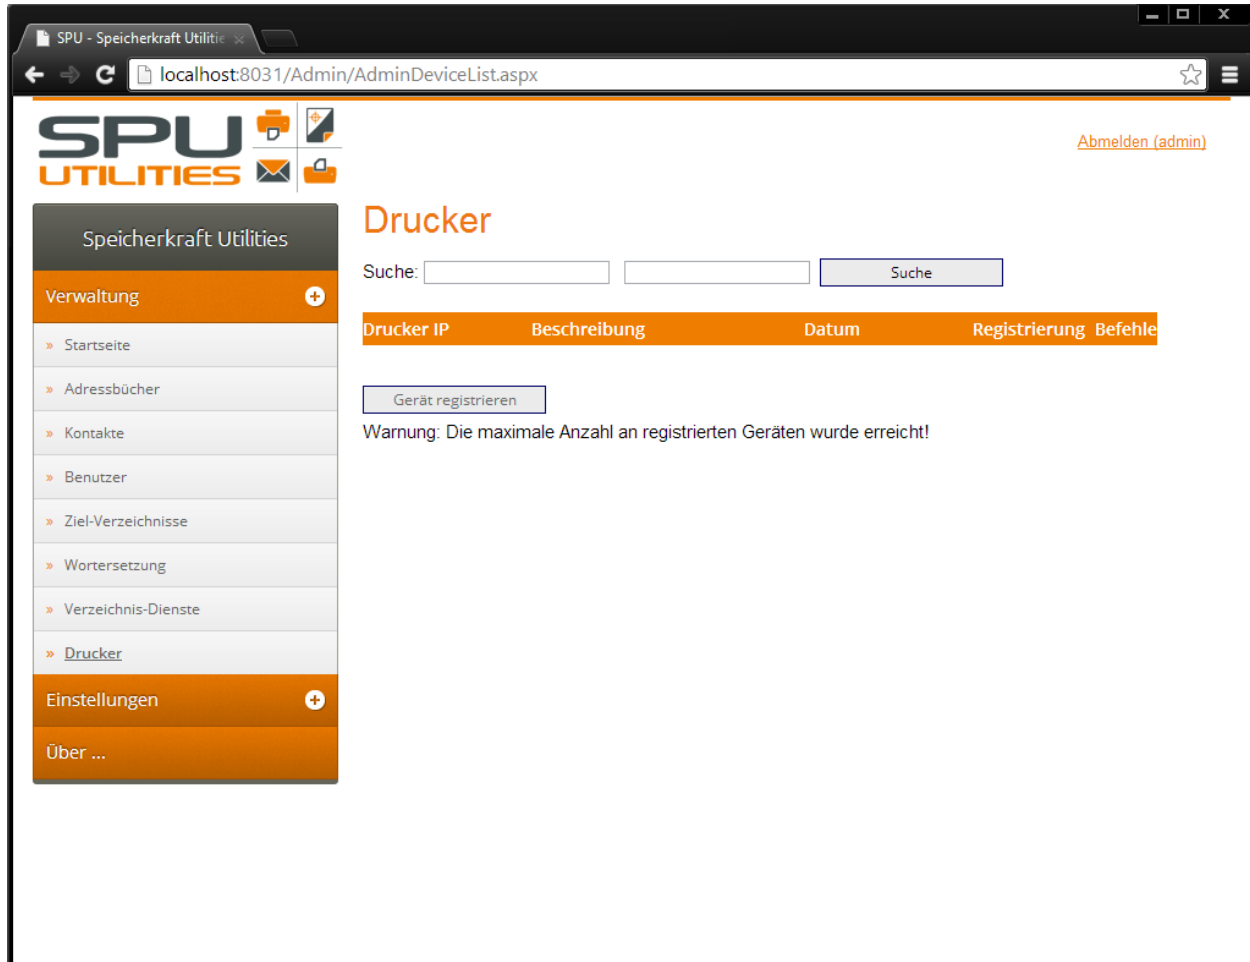 SPU - Speicherkraft Utilitie
localhost:8031/Admin/AdminDeviceList.aspx
SPU
UTILITIES
Abmelden (admin)
Speicherkraft Utilities
Verwaltung
» Startseite
» Adressbücher
» Kontakte
» Benutzer
» Ziel-Verzeichnisse
» Wortersetzung
» Verzeichnis-Dienste
» Drucker
Einstellungen
Über ...
Drucker
Suche: Suche
Drucker IP Beschreibung Datum Registrierung Befehle
Gerät registrieren
Warnung: Die maximale Anzahl an registrierten Geräten wurde erreicht!